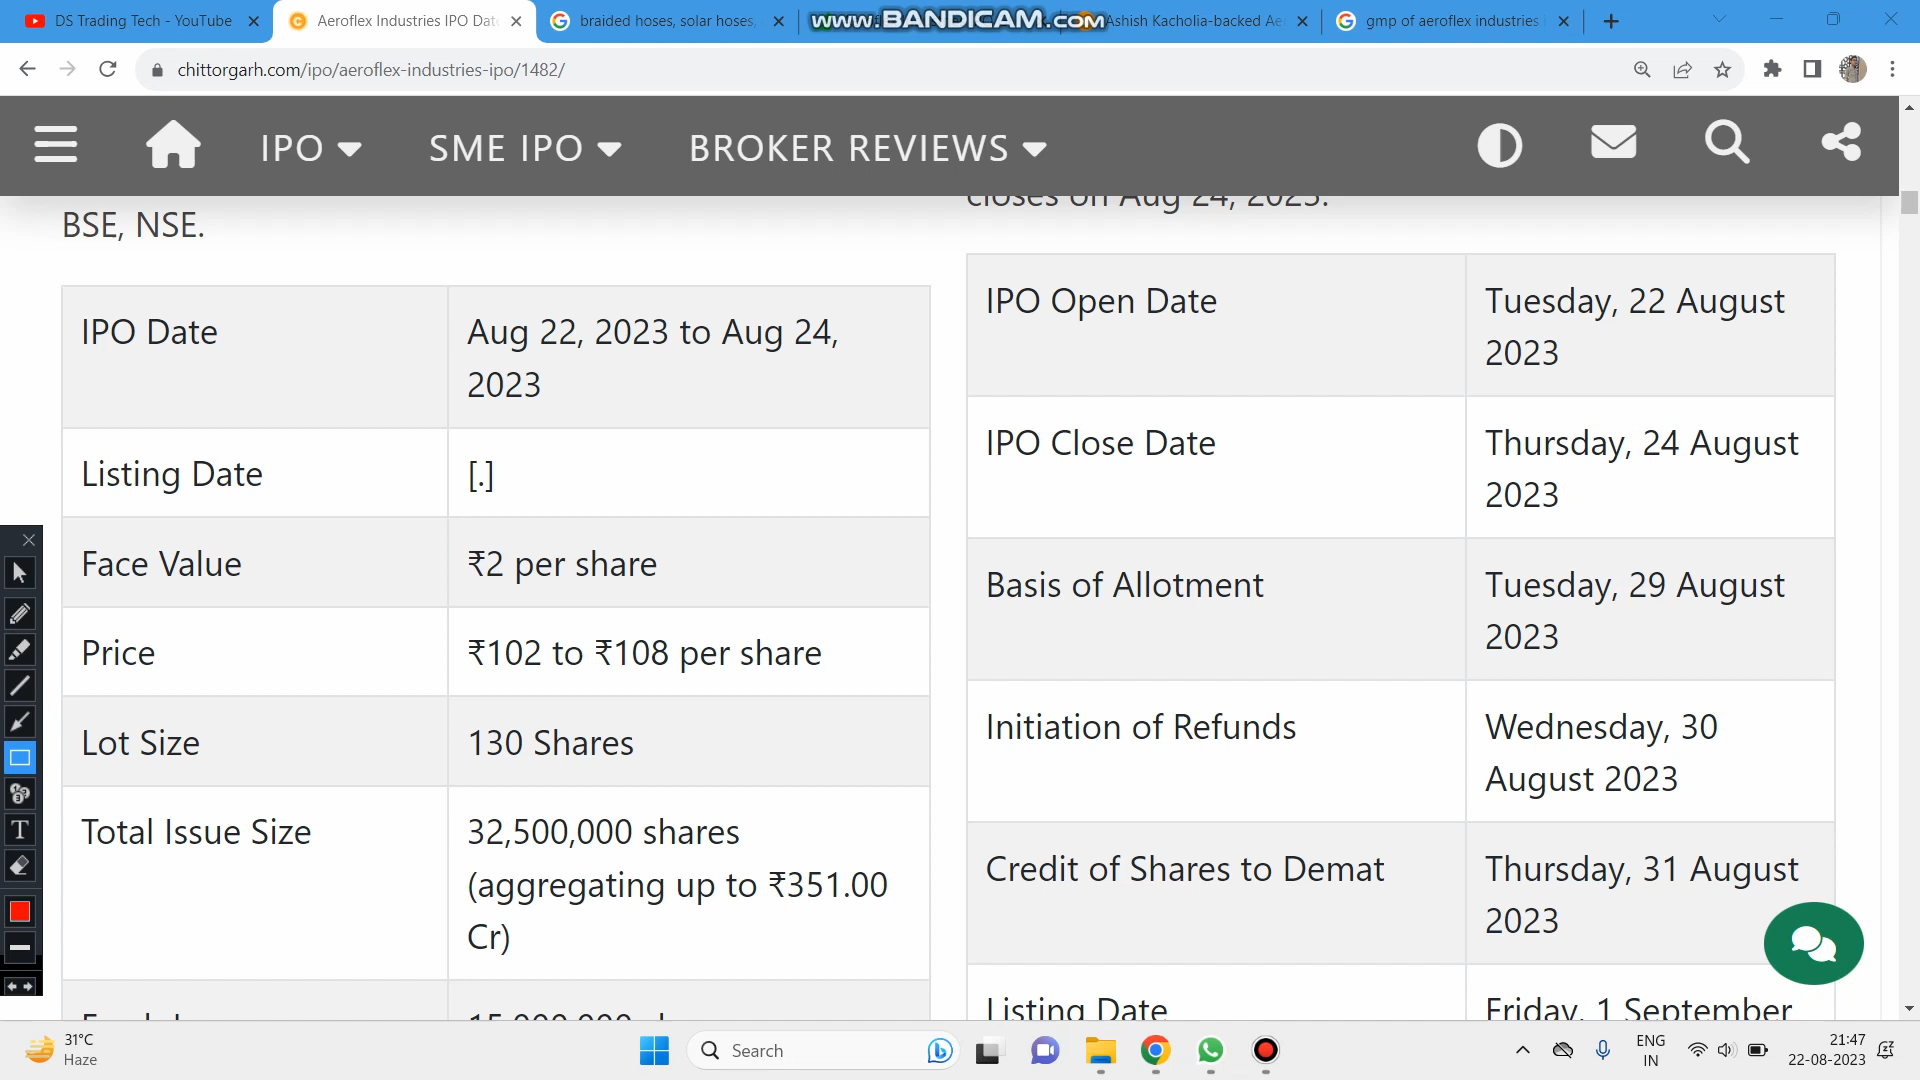 DS Trading Tech - YouTube
Aeroflex Industries IPO Dat
braided hoses, solar hoses,
www.BANDICAM.com
Ashish Kacholia-backed Ae
gmp of aeroflex industries
chittorgarh.com/ipo/aeroflex-industries-ipo/1482/
IPO
SME IPO
BROKER REVIEWS
BSE, NSE.
closes on Aug 24, 2023.
IPO Date
Aug 22, 2023 to Aug 24,
2023
Listing Date
[.]
Face Value
₹2 per share
Price
₹102 to ₹108 per share
Lot Size
130 Shares
Total Issue Size
32,500,000 shares
(aggregating up to ₹351.00
Cr)
IPO Open Date
Tuesday, 22 August
2023
IPO Close Date
Thursday, 24 August
2023
Basis of Allotment
Tuesday, 29 August
2023
Initiation of Refunds
Wednesday, 30
August 2023
Credit of Shares to Demat
Thursday, 31 August
2023
Listing Date
Friday, 1 September
T
31°C
Haze
Search
ENG
IN
21:47
22-08-2023